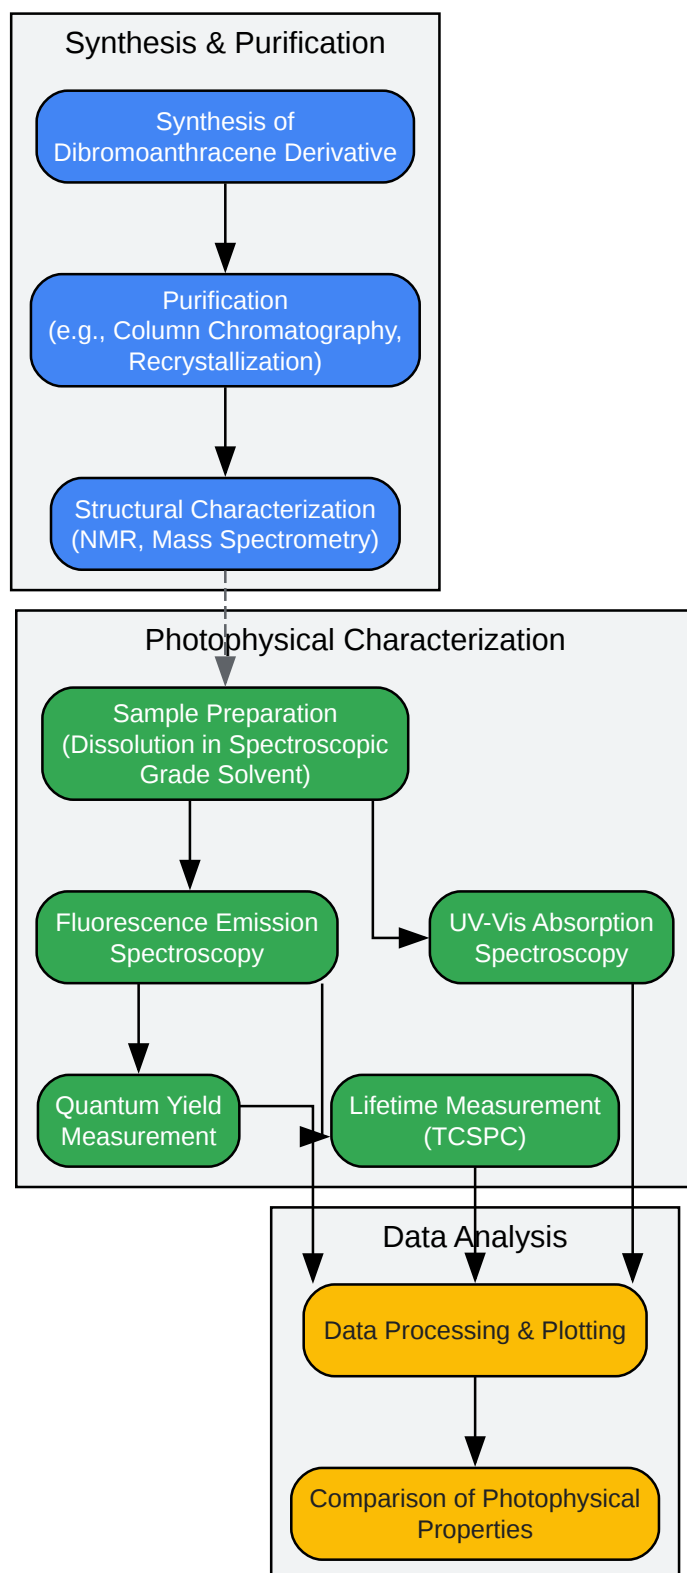 Synthesis & Purification
Synthesis of
Dibromoanthracene Derivative
Purification
(e.g., Column Chromatography,
Recrystallization)
Structural Characterization
(NMR, Mass Spectrometry)
Photophysical Characterization
Sample Preparation
(Dissolution in Spectroscopic
Grade Solvent)
Fluorescence Emission
Spectroscopy
UV-Vis Absorption
Spectroscopy
Quantum Yield
Measurement
Lifetime Measurement
(TCSPC)
Data Analysis
Data Processing & Plotting
Comparison of Photophysical
Properties